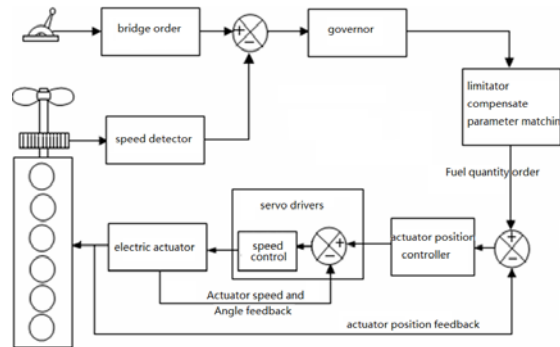 bridge order
governor
limitator
compensate
parameter matchin
speed detector
Fuel quantity order
servo drivers
electric actuator
speed
control
actuator position
controller
Actuator speed and
Angle feedback
actuator position feedback